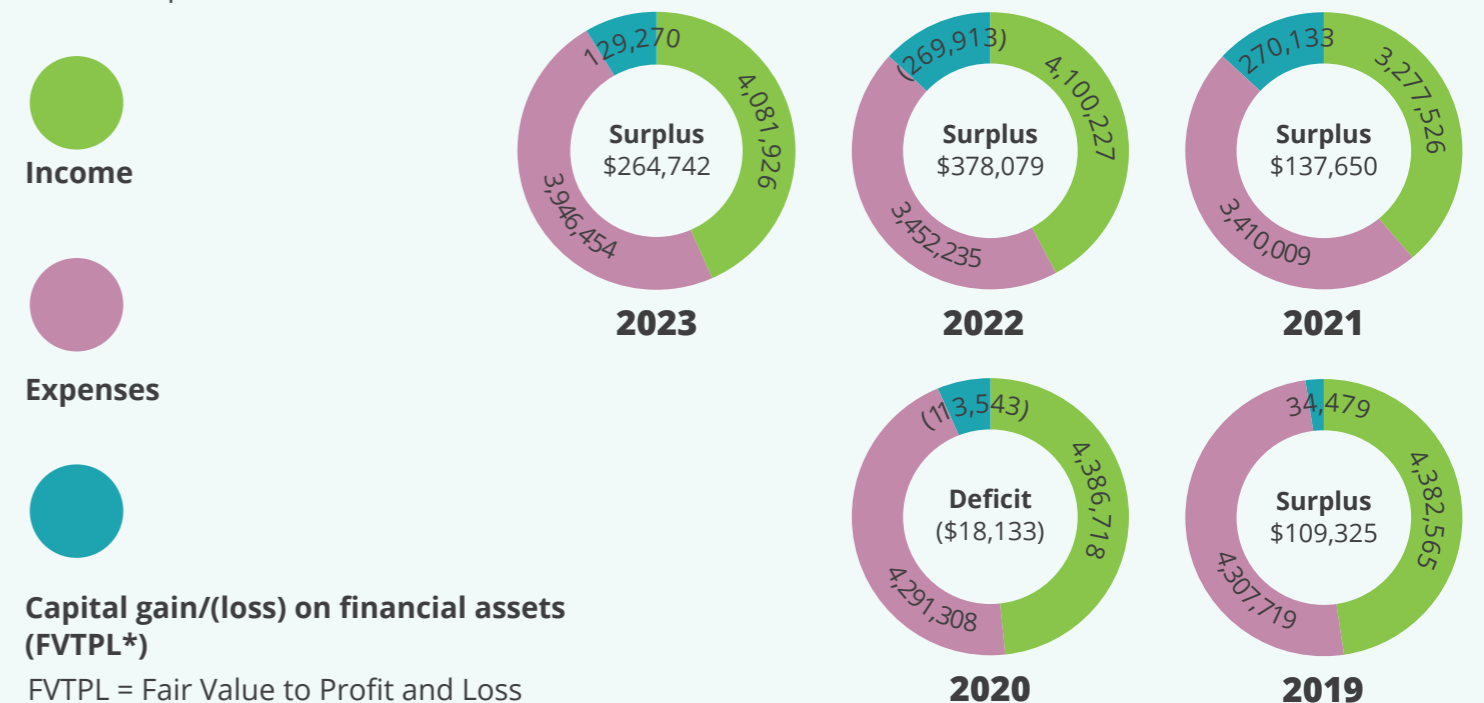 Income
Expenses
Capital gain/(loss) on financial assets
(FVTPL*)
FVTPL = Fair Value to Profit and Loss
129,270
4,081,926
3,946,454
Surplus
$264,742
2023
(269,913)
4,100,227
3,452,235
Surplus
$378,079
2022
270,133
3,277,526
3,410,009
Surplus
$137,650
2021
(113,543)
4,386,718
4,291,308
Deficit
($18,133)
2020
34,479
4,382,565
4,307,719
Surplus
$109,325
2019